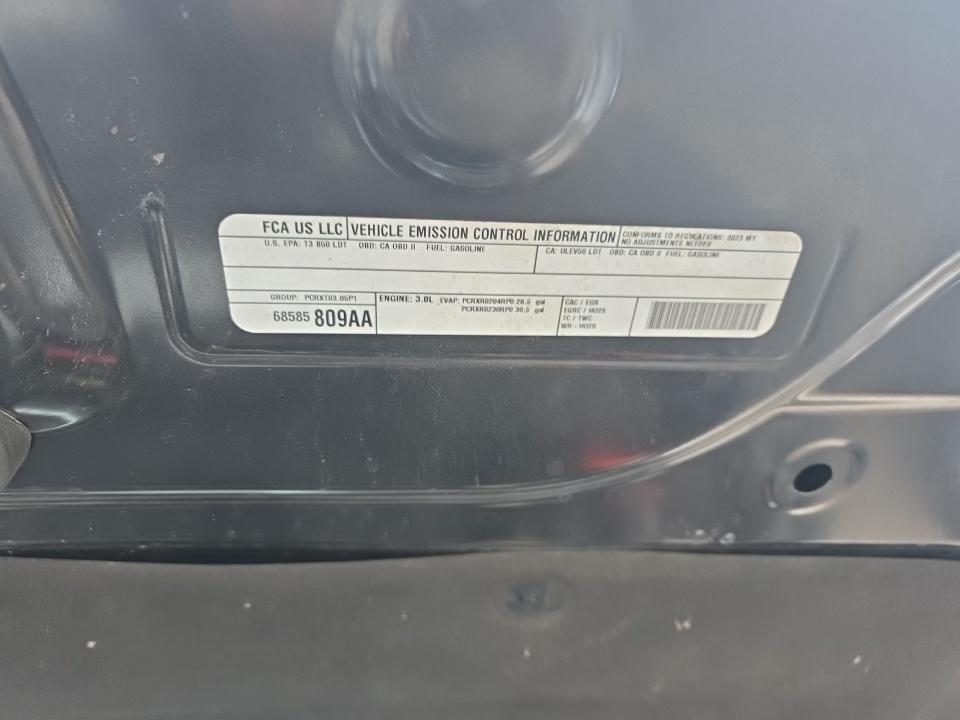 FCA US LLC VEHICLE EMISSION CONTROL INFORMATION CONFORMS TO REGULATIONS: 2023 MY
NO ADJUSTMENTS NEEDED
U.S. EPA: T3 B50 LDT OBD: CA OBD II FUEL: GASOLINE CA: ULEV50 LDT OBD: CA OBD II FUEL: GASOLINE
GROUP: PCRXT03.05P1 ENGINE: 3.0L EVAP: PCRXR0204RP0 26.5 gal
PCRXR0230RP0 30.5 gal
68585 809AA
CAC / EGR
EGRC / HO2S
TC / TWC
WR-HO2S